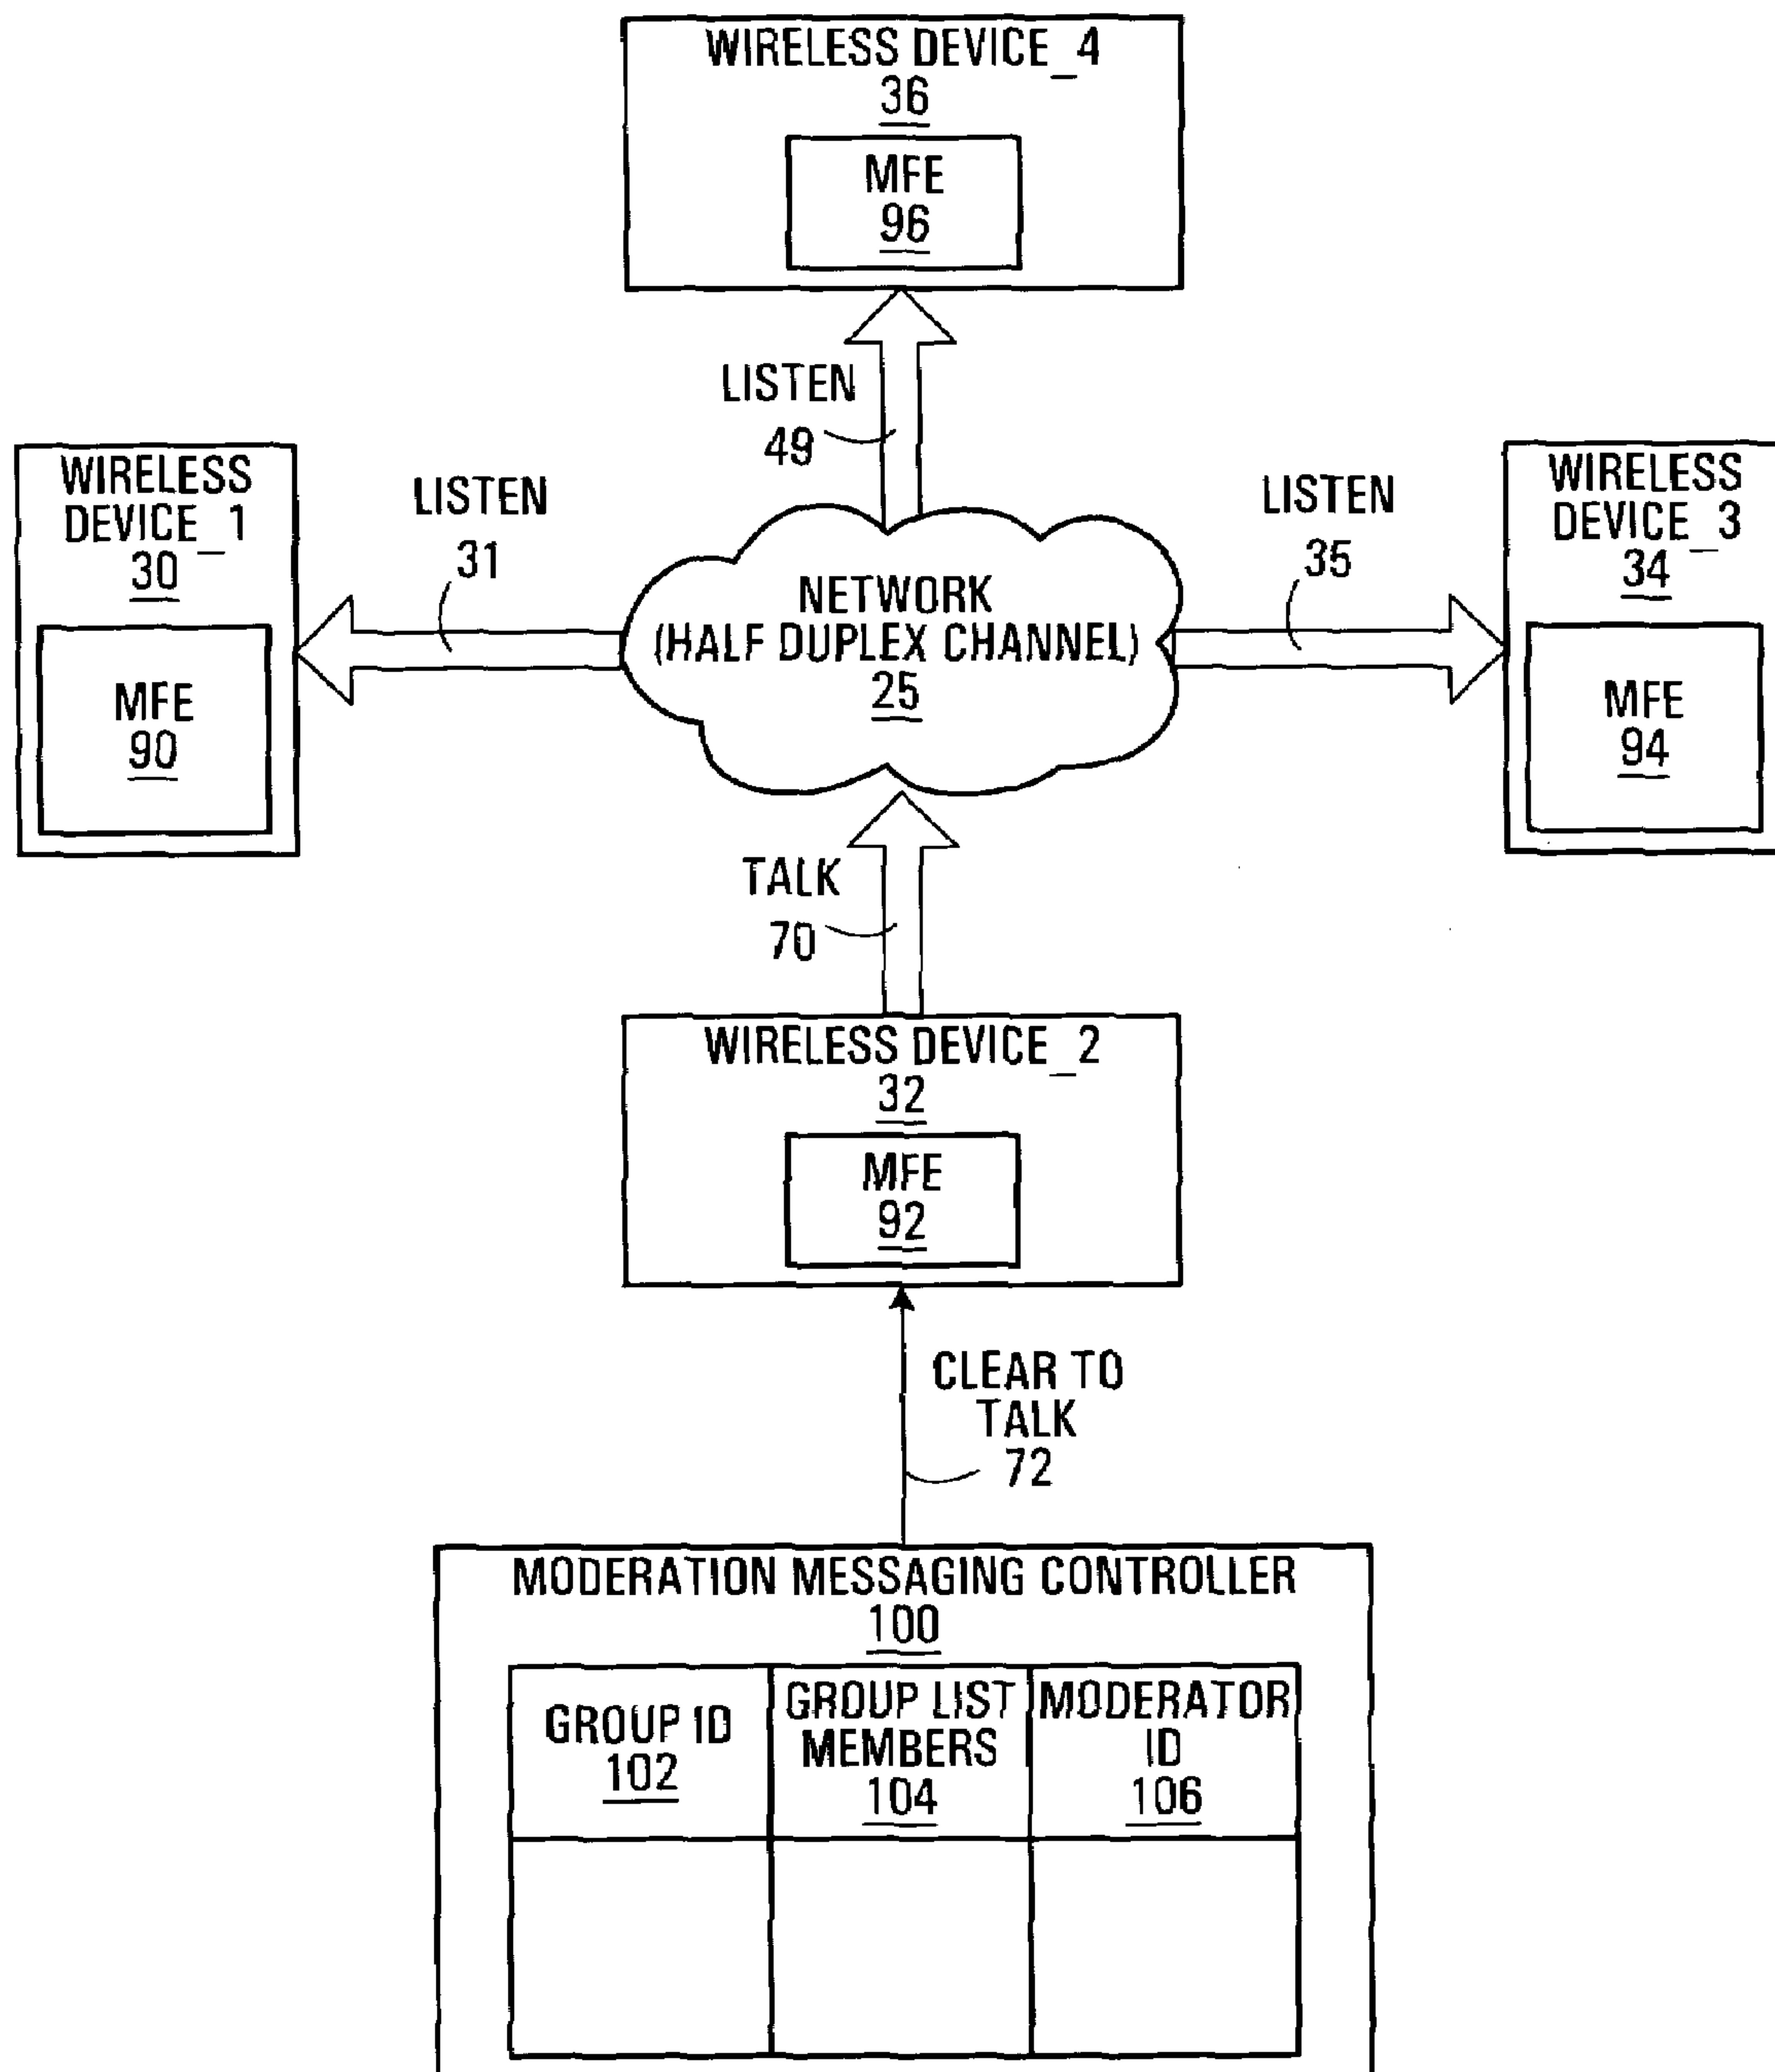 WIRELESS DEVICE_4
36
MFE
96
LISTEN
49
WIRELESS
DEVICE_1
30
MFE
90
LISTEN
31
NETWORK
(HALF DUPLEX CHANNEL)
25
LISTEN
35
WIRELESS
DEVICE_3
34
MFE
94
TALK
70
WIRELESS DEVICE_2
32
MFE
92
CLEAR TO
TALK
72
MODERATION MESSAGING CONTROLLER
100
GROUP ID
102
GROUP LIST
MEMBERS
104
MODERATOR
ID
106